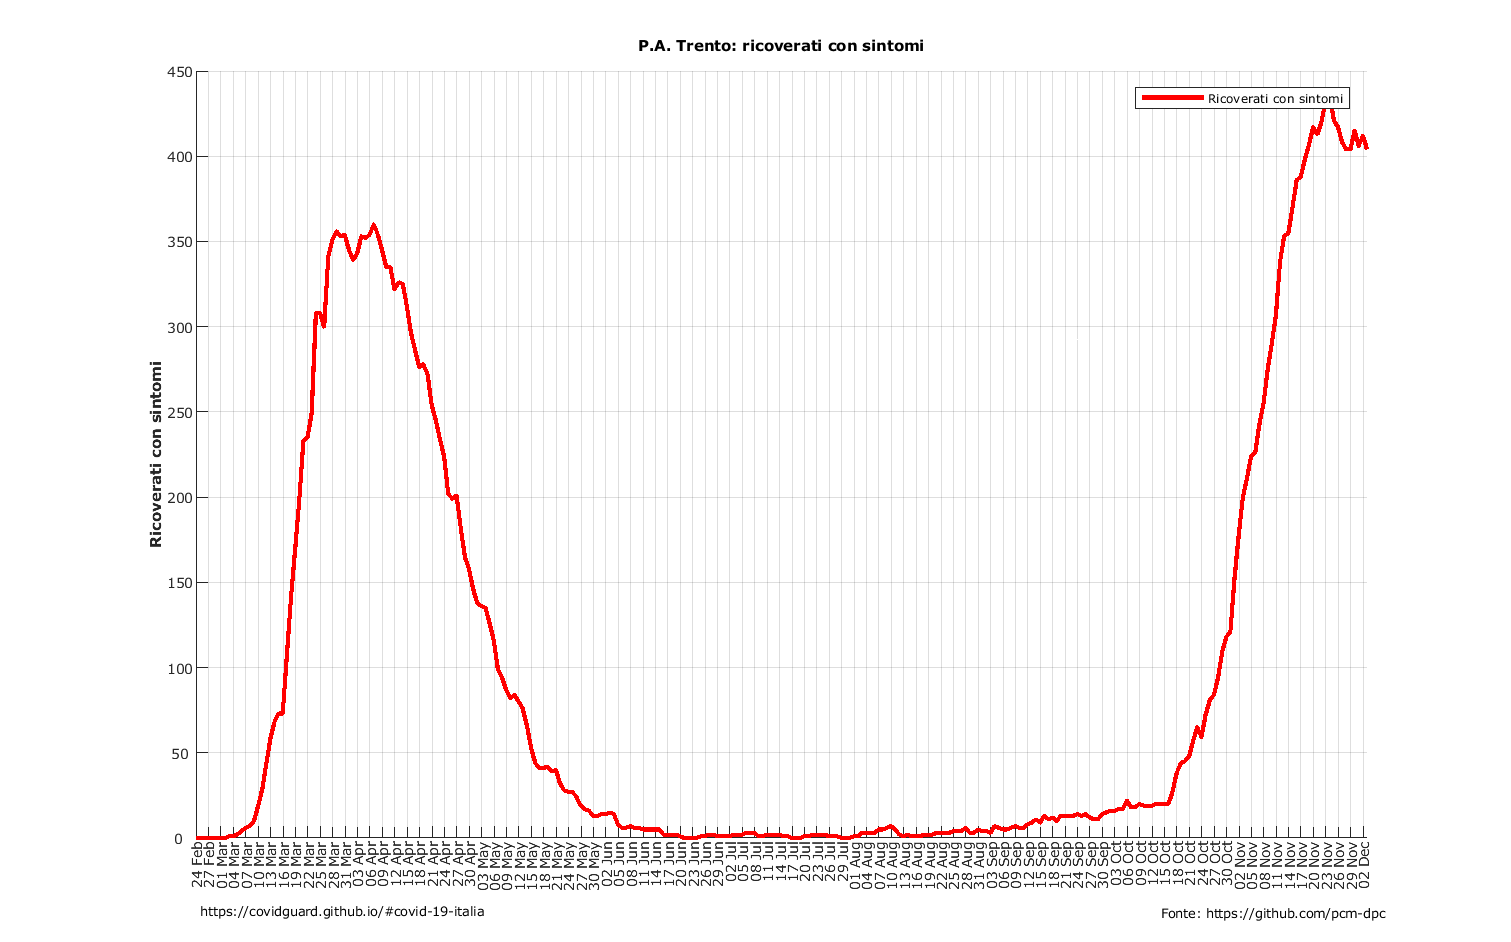 P.A. Trento: ricoverati con sintomi
Ricoverati con sintomi
Ricoverati con sintomi
450
400
350
300
250
200
150
100
50
0
24 Feb
27 Feb
01 Mar
04 Mar
07 Mar
10 Mar
13 Mar
16 Mar
19 Mar
22 Mar
25 Mar
28 Mar
31 Mar
03 Apr
06 Apr
09 Apr
12 Apr
15 Apr
18 Apr
21 Apr
24 Apr
27 Apr
30 Apr
03 May
06 May
09 May
12 May
15 May
18 May
21 May
24 May
27 May
30 May
02 Jun
05 Jun
08 Jun
11 Jun
14 Jun
17 Jun
20 Jun
23 Jun
26 Jun
29 Jun
02 Jul
05 Jul
08 Jul
11 Jul
14 Jul
17 Jul
20 Jul
23 Jul
26 Jul
29 Jul
01 Aug
04 Aug
07 Aug
10 Aug
13 Aug
16 Aug
19 Aug
22 Aug
25 Aug
28 Aug
31 Aug
03 Sep
06 Sep
09 Sep
12 Sep
15 Sep
18 Sep
21 Sep
24 Sep
27 Sep
30 Sep
03 Oct
06 Oct
09 Oct
12 Oct
15 Oct
18 Oct
21 Oct
24 Oct
27 Oct
30 Oct
02 Nov
05 Nov
08 Nov
11 Nov
14 Nov
17 Nov
20 Nov
23 Nov
26 Nov
29 Nov
02 Dec
https://covidguard.github.io/#covid-19-italia
Fonte: https://github.com/pcm-dpc